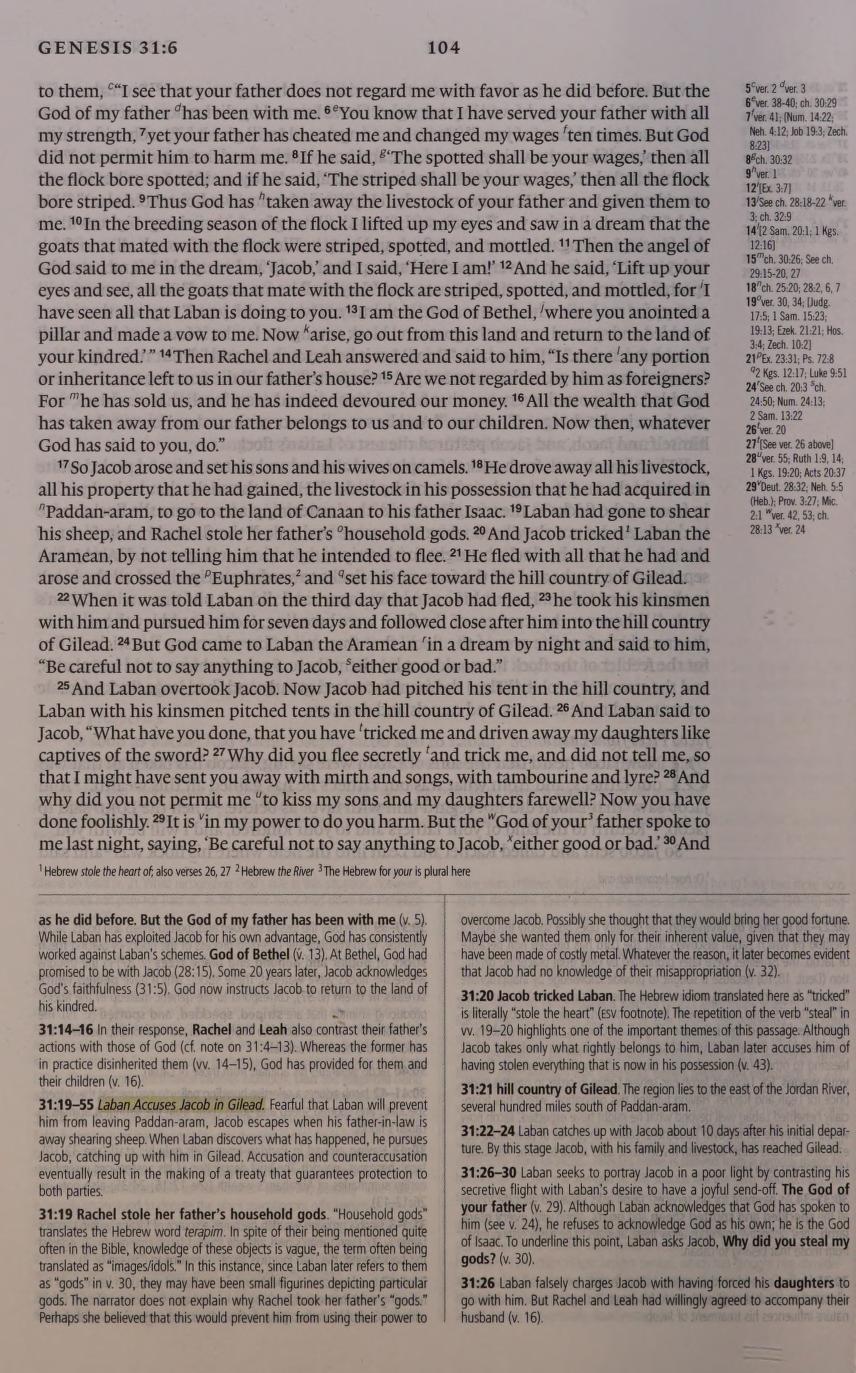 GENESIS 31:6
104
to them, c“I see that your father does not regard me with favor as he did before. But the
God of my father dhas been with me. 6 eYou know that I have served your father with all
my strength, 7 yet your father has cheated me and changed my wages ften times. But God
did not permit him to harm me. 8 If he said, g‘The spotted shall be your wages,’ then all
the flock bore spotted; and if he said, ‘The striped shall be your wages,’ then all the flock
bore striped. 9 Thus God has htaken away the livestock of your father and given them to
me. 10 In the breeding season of the flock I lifted up my eyes and saw in a dream that the
goats that mated with the flock were striped, spotted, and mottled. 11 Then the angel of
God said to me in the dream, ‘Jacob,’ and I said, ‘Here I am!’ 12 And he said, ‘Lift up your
eyes and see, all the goats that mate with the flock are striped, spotted, and mottled, for iI
have seen all that Laban is doing to you. 13 I am the God of Bethel, jwhere you anointed a
pillar and made a vow to me. Now karise, go out from this land and return to the land of
your kindred.’” 14 Then Rachel and Leah answered and said to him, “Is there lany portion
or inheritance left to us in our father’s house? 15 Are we not regarded by him as foreigners?
For mhe has sold us, and he has indeed devoured our money. 16 All the wealth that God
has taken away from our father belongs to us and to our children. Now then, whatever
God has said to you, do.”
17 So Jacob arose and set his sons and his wives on camels. 18 He drove away all his livestock,
all his property that he had gained, the livestock in his possession that he had acquired in
nPaddan-aram, to go to the land of Canaan to his father Isaac. 19 Laban had gone to shear
his sheep, and Rachel stole her father’s ohousehold gods. 20 And Jacob tricked1 Laban the
Aramean, by not telling him that he intended to flee. 21 He fled with all that he had and
arose and crossed the pEuphrates,2 and qset his face toward the hill country of Gilead.
22 When it was told Laban on the third day that Jacob had fled, 23 he took his kinsmen
with him and pursued him for seven days and followed close after him into the hill country
of Gilead. 24 But God came to Laban the Aramean rin a dream by night and said to him,
“Be careful not to say anything to Jacob, seither good or bad.”
25 And Laban overtook Jacob. Now Jacob had pitched his tent in the hill country, and
Laban with his kinsmen pitched tents in the hill country of Gilead. 26 And Laban said to
Jacob, “What have you done, that you have ttricked me and driven away my daughters like
captives of the sword? 27 Why did you flee secretly tand trick me, and did not tell me, so
that I might have sent you away with mirth and songs, with tambourine and lyre? 28 And
why did you not permit me uto kiss my sons and my daughters farewell? Now you have
done foolishly. 29 It is vin my power to do you harm. But the wGod of your3 father spoke to
me last night, saying, ‘Be careful not to say anything to Jacob, xeither good or bad.’ 30 And
1 Hebrew stole the heart of; also verses 26, 27 2 Hebrew the River 3 The Hebrew for your is plural here
5 c ver. 2 d ver. 3
6 e ver. 38-40; ch. 30:29
7 f ver. 41; [Num. 14:22;
Neh. 4:12; Job 19:3; Zech.
8:23]
8 g ch. 30:32
9 h ver. 1
12 i [Ex. 3:7]
13 j See ch. 28:18-22 k ver.
3; ch. 32:9
14 l [2 Sam. 20:1; 1 Kgs.
12:16]
15 m ch. 30:26; See ch.
29:15-20, 27
18 n ch. 25:20; 28:2, 6, 7
19 o ver. 30, 34; [Judg.
17:5; 1 Sam. 15:23;
19:13; Ezek. 21:21; Hos.
3:4; Zech. 10:2]
21 p Ex. 23:31; Ps. 72:8
q 2 Kgs. 12:17; Luke 9:51
24 r See ch. 20:3 s ch.
24:50; Num. 24:13;
2 Sam. 13:22
26 t ver. 20
27 t [See ver. 26 above]
28 u ver. 55; Ruth 1:9, 14;
1 Kgs. 19:20; Acts 20:37
29 v Deut. 28:32; Neh. 5:5
(Heb.); Prov. 3:27; Mic.
2:1 w ver. 42, 53; ch.
28:13 x ver. 24
as he did before. But the God of my father has been with me (v. 5).
While Laban has exploited Jacob for his own advantage, God has consistently
worked against Laban’s schemes. God of Bethel (v. 13). At Bethel, God had
promised to be with Jacob (28:15). Some 20 years later, Jacob acknowledges
God’s faithfulness (31:5). God now instructs Jacob to return to the land of
his kindred.
31:14–16 In their response, Rachel and Leah also contrast their father’s
actions with those of God (cf. note on 31:4–13). Whereas the former has
in practice disinherited them (vv. 14–15), God has provided for them and
their children (v. 16).
31:19–55 Laban Accuses Jacob in Gilead. Fearful that Laban will prevent
him from leaving Paddan-aram, Jacob escapes when his father-in-law is
away shearing sheep. When Laban discovers what has happened, he pursues
Jacob, catching up with him in Gilead. Accusation and counteraccusation
eventually result in the making of a treaty that guarantees protection to
both parties.
31:19 Rachel stole her father’s household gods. “Household gods”
translates the Hebrew word terapim. In spite of their being mentioned quite
often in the Bible, knowledge of these objects is vague, the term often being
translated as “images/idols.” In this instance, since Laban later refers to them
as “gods” in v. 30, they may have been small figurines depicting particular
gods. The narrator does not explain why Rachel took her father’s “gods.”
Perhaps she believed that this would prevent him from using their power to
overcome Jacob. Possibly she thought that they would bring her good fortune.
Maybe she wanted them only for their inherent value, given that they may
have been made of costly metal. Whatever the reason, it later becomes evident
that Jacob had no knowledge of their misappropriation (v. 32).
31:20 Jacob tricked Laban. The Hebrew idiom translated here as “tricked”
is literally “stole the heart” (ESV footnote). The repetition of the verb “steal” in
vv. 19–20 highlights one of the important themes of this passage. Although
Jacob takes only what rightly belongs to him, Laban later accuses him of
having stolen everything that is now in his possession (v. 43).
31:21 hill country of Gilead. The region lies to the east of the Jordan River,
several hundred miles south of Paddan-aram.
31:22–24 Laban catches up with Jacob about 10 days after his initial depar-
ture. By this stage Jacob, with his family and livestock, has reached Gilead.
31:26–30 Laban seeks to portray Jacob in a poor light by contrasting his
secretive flight with Laban’s desire to have a joyful send-off. The God of
your father (v. 29). Although Laban acknowledges that God has spoken to
him (see v. 24), he refuses to acknowledge God as his own; he is the God
of Isaac. To underline this point, Laban asks Jacob, Why did you steal my
gods? (v. 30).
31:26 Laban falsely charges Jacob with having forced his daughters to
go with him. But Rachel and Leah had willingly agreed to accompany their
husband (v. 16).